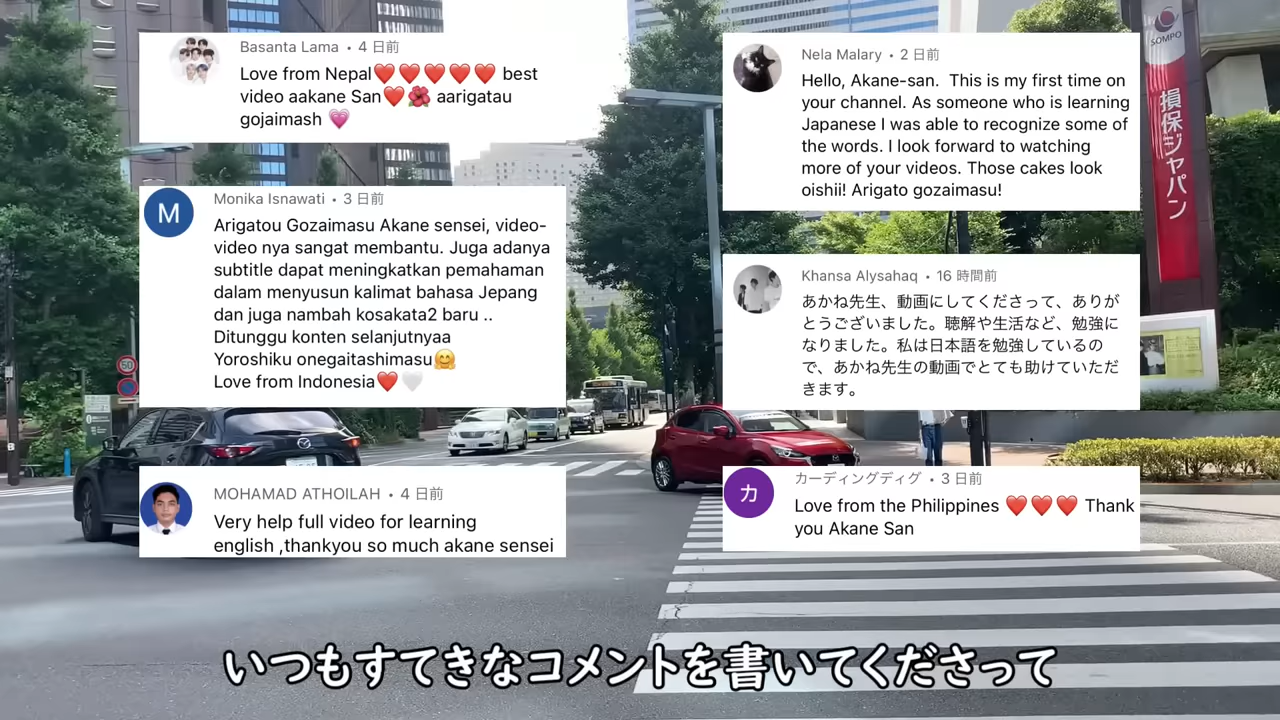 Basanta Lama • 4 日前
Love from Nepal❤️❤️❤️❤️❤️ best
video aakane San❤️🌺 aarigatau
gojaimash 💗
Monika Isnawati • 3 日前
Arigatou Gozaimasu Akane sensei, video-
video nya sangat membantu. Juga adanya
subtitle dapat meningkatkan pemahaman
dalam menyusun kalimat bahasa Jepang
dan juga nambah kosakata2 baru ..
Ditunggu konten selanjutnyaa
Yoroshiku onegaitashimasu🤗
Love from Indonesia❤️🤍
MOHAMAD ATHOILAH • 4 日前
Very help full video for learning
english ,thankyou so much akane sensei
Nela Malary • 2 日前
Hello, Akane-san.  This is my first time on
your channel. As someone who is learning
Japanese I was able to recognize some of
the words. I look forward to watching
more of your videos. Those cakes look
oishii! Arigato gozaimasu!
Khansa Alysahaq • 16 時間前
あかね先生、動画にしてくださって、ありが
とうございました。聴解や生活など、勉強に
なりました。私は日本語を勉強しているの
で、あかね先生の動画でとても助けていただ
きます。
カーディングディグ • 3 日前
Love from the Philippines ❤️❤️❤️ Thank
you Akane San
M
カ
SOMPO
損保ジャパン
50
いつもすてきなコメントを書いてくださって